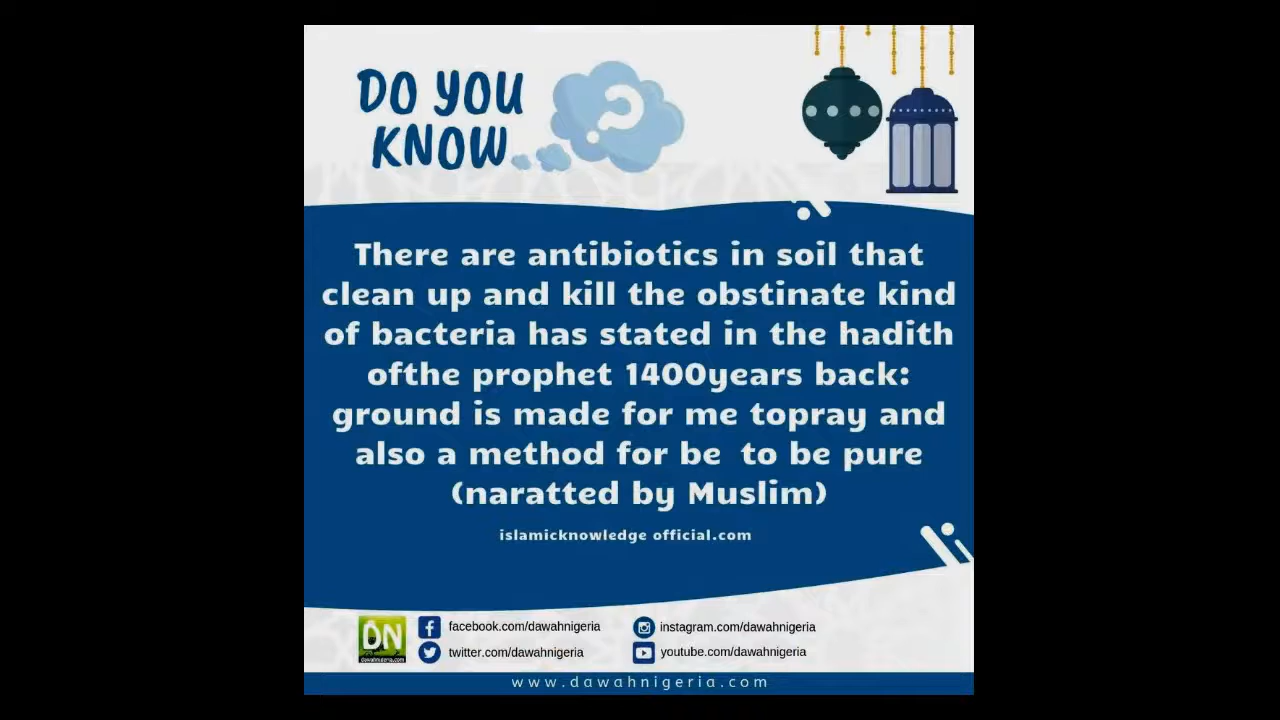 DO YOU
KNOW
?
There are antibiotics in soil that
clean up and kill the obstinate kind
of bacteria has stated in the hadith
ofthe prophet 1400years back:
ground is made for me topray and
also a method for be  to be pure
(naratted by Muslim)
islamicknowledge official.com
DN
dawahnigeria.com
facebook.com/dawahnigeria
instagram.com/dawahnigeria
twitter.com/dawahnigeria
youtube.com/dawahnigeria
www.dawahnigeria.com